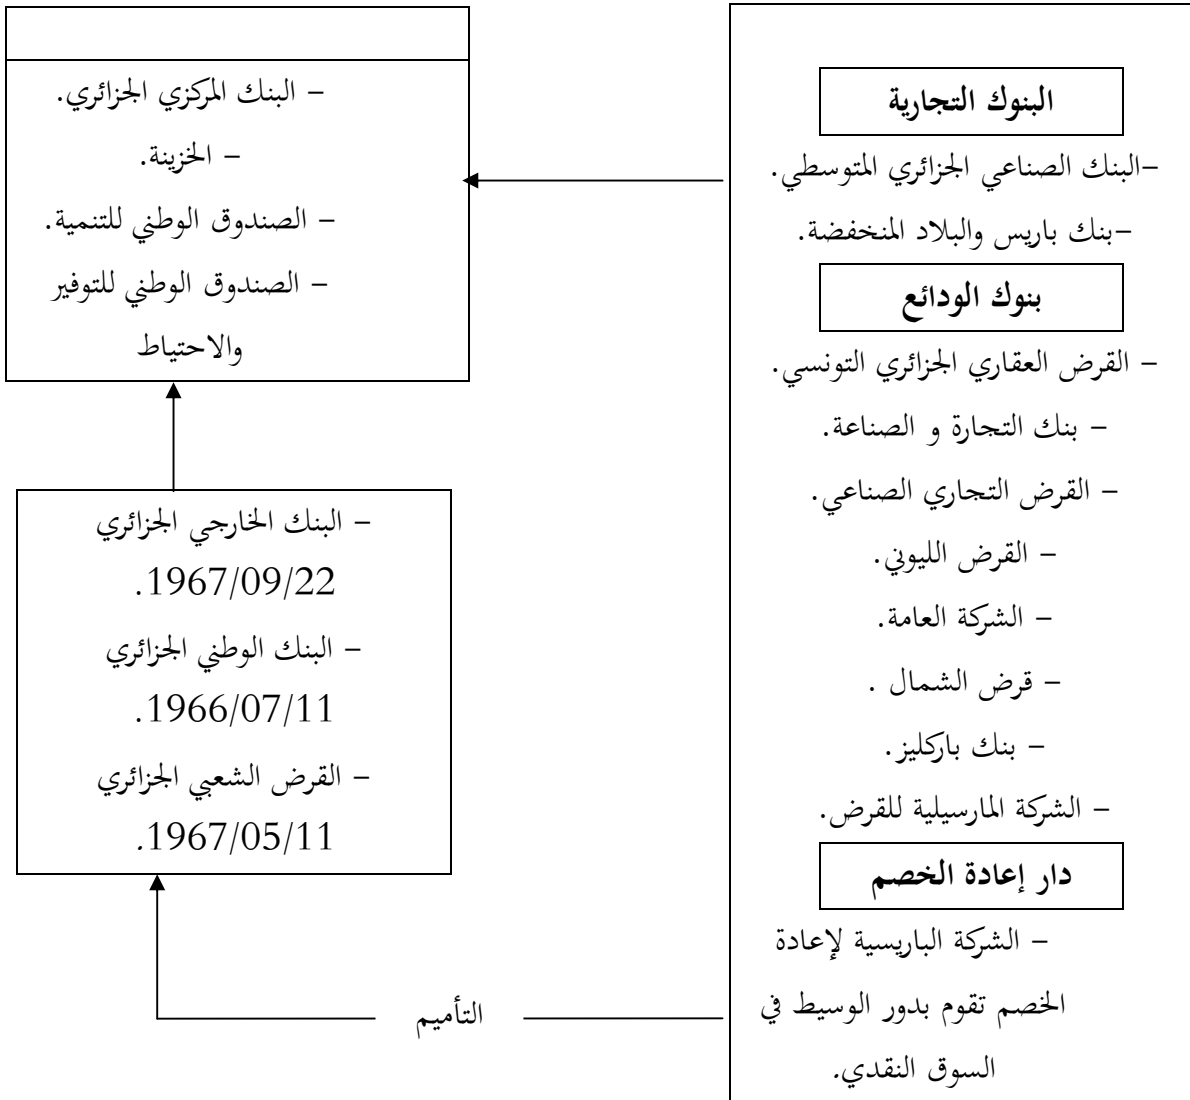 البنوك التجارية
–البنك الصناعي الجزائري المتوسطي.
–بنك باريس والبلاد المنخفضة.
بنوك الودائع
– القرض العقاري الجزائري التونسي.
– بنك التجارة و الصناعة.
– القرض التجاري الصناعي.
– القرض الليوني.
– الشركة العامة.
– قرض الشمال .
– بنك باركليز.
– الشركة المارسيلية للقرض.
دار إعادة الخصم
– الشركة الباريسية لإعادة
الخصم تقوم بدور الوسيط في
السوق النقدي.
– البنك المركزي الجزائري.
– الخزينة.
– الصندوق الوطني للتنمية.
– الصندوق الوطني للتوفير
والاحتياط
– البنك الخارجي الجزائري
1967/09/22.
– البنك الوطني الجزائري
1966/07/11.
– القرض الشعبي الجزائري
1967/05/11.
التأميم